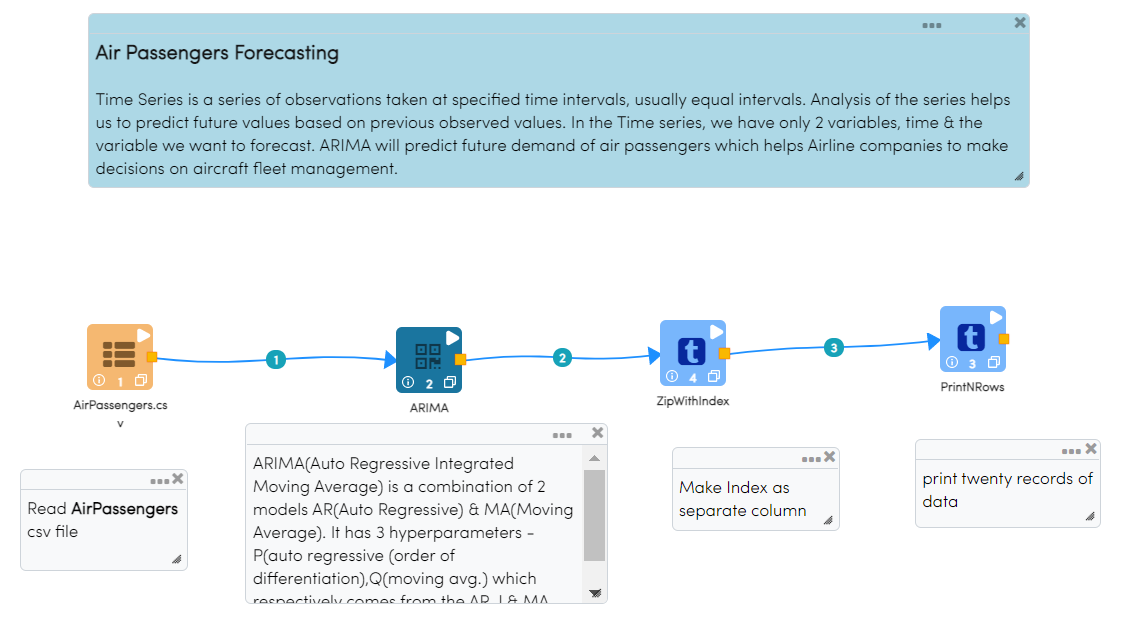 Air Passengers Forecasting
Time Series is a series of observations taken at specified time intervals, usually equal intervals. Analysis of the series helps
us to predict future values based on previous observed values. In the Time series, we have only 2 variables, time & the
variable we want to forecast. ARIMA will predict future demand of air passengers which helps Airline companies to make
decisions on aircraft fleet management.
1
2
3
1
2
t
4
t
3
AirPassengers.cs
v
ARIMA
ZipWithIndex
PrintNRows
Read AirPassengers
csv file
ARIMA(Auto Regressive Integrated
Moving Average) is a combination of 2
models AR(Auto Regressive) & MA(Moving
Average). It has 3 hyperparameters -
P(auto regressive (order of
differentiation),Q(moving avg.) which
respectively comes from the AR, I & MA
Make Index as
separate column
print twenty records of
data